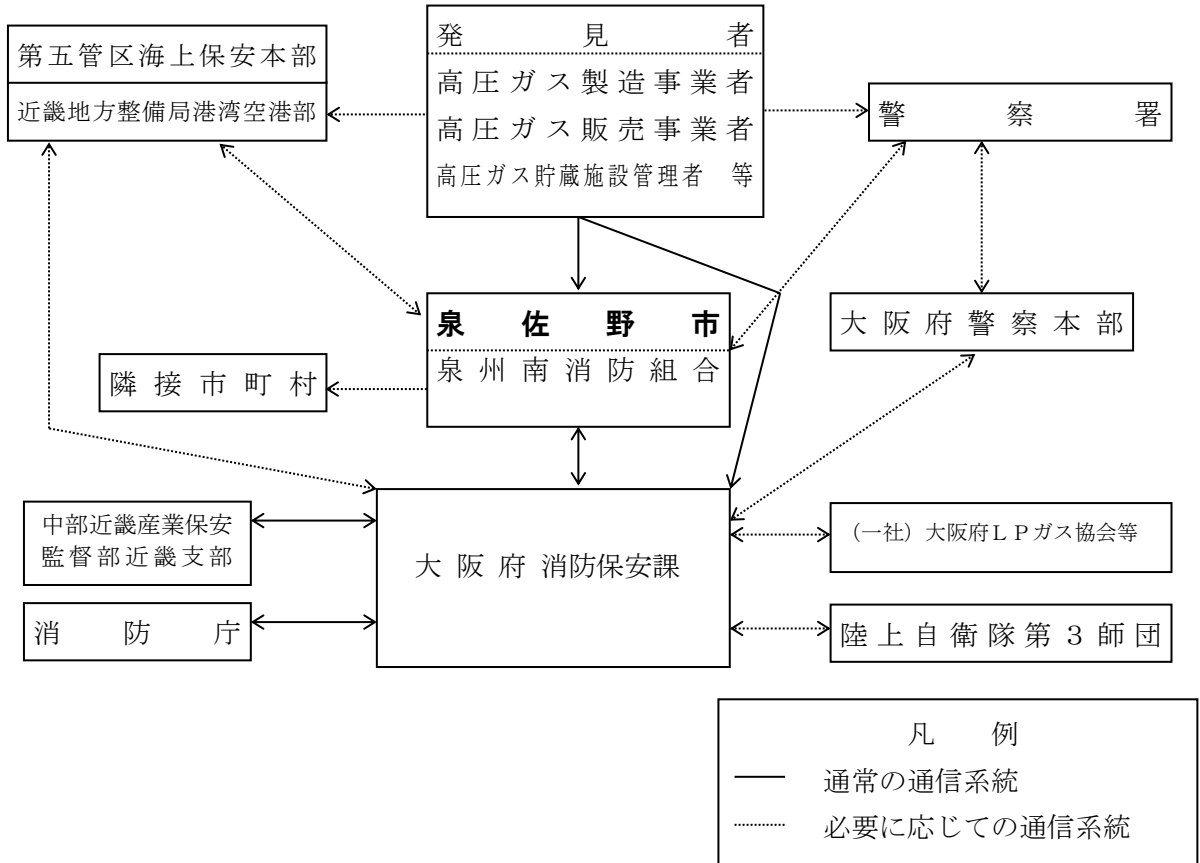 発見者
高圧ガス製造事業者
高圧ガス販売事業者
高圧ガス貯蔵施設管理者　等
第五管区海上保安本部
近畿地方整備局港湾空港部
警察署
泉佐野市
泉州南消防組合
大阪府警察本部
隣接市町村
中部近畿産業保安
監督部近畿支部
大阪府消防保安課
（一社）大阪府ＬＰガス協会等
消防庁
陸上自衛隊第３師団
凡例
通常の通信系統
必要に応じての通信系統